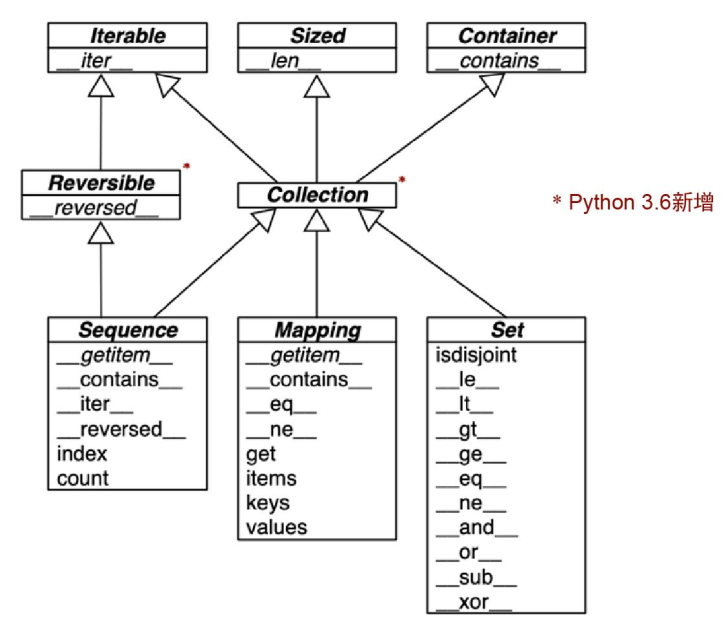 Iterable
__iter__
Sized
__len__
Container
__contains__
Reversible
*
__reversed__
Collection
*
* Python 3.6新增
Sequence
__getitem__
__contains__
__iter__
__reversed__
index
count
Mapping
__getitem__
__contains__
__eq__
__ne__
get
items
keys
values
Set
isdisjoint
__le__
__lt__
__gt__
__ge__
__eq__
__ne__
__and__
__or__
__sub__
__xor__